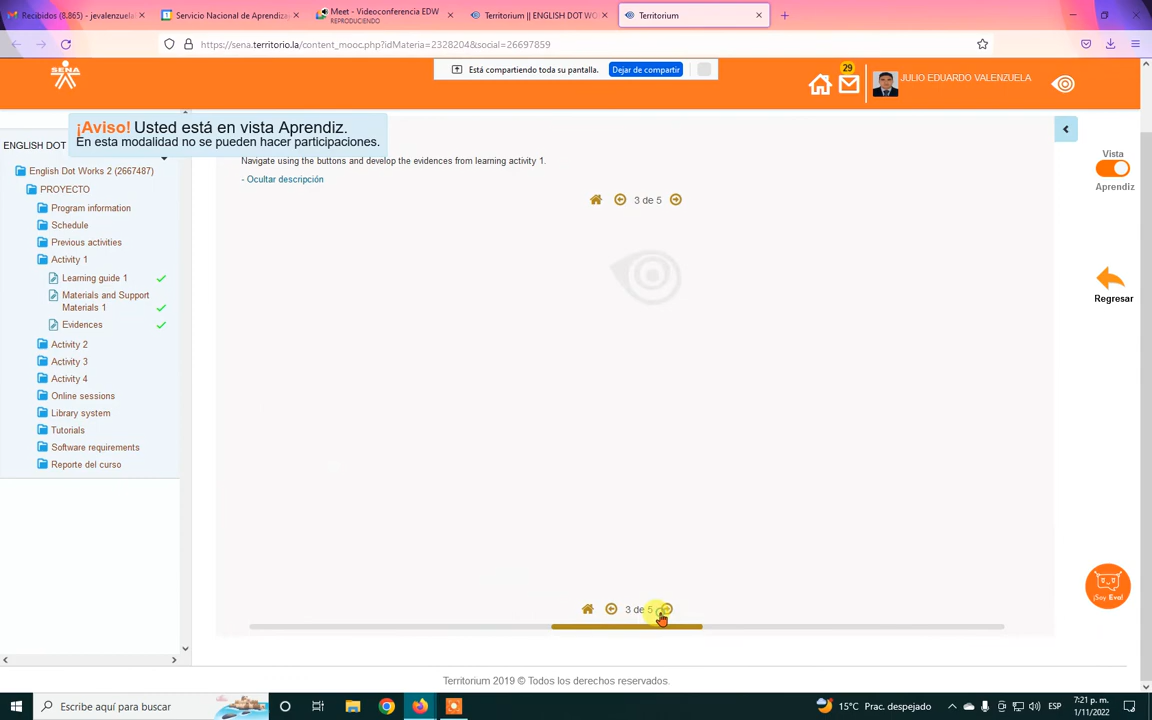 Recibidos (8.865) - jevalenzuela
Servicio Nacional de Aprendizaj
Meet - Videoconferencia EDW
REPRODUCIENDO
Territorium || ENGLISH DOT WO
Territorium
https://sena.territorio.la/content_mooc.php?idMateria=2328204&social=26697859
Está compartiendo toda su pantalla.
Dejar de compartir
SENA
29
JULIO EDUARDO VALENZUELA
¡Aviso! Usted está en vista Aprendiz.
En esta modalidad no se pueden hacer participaciones.
ENGLISH DOT
English Dot Works 2 (2667487)
PROYECTO
Program information
Schedule
Previous activities
Activity 1
Learning guide 1
Materials and Support
Materials 1
Evidences
Activity 2
Activity 3
Activity 4
Online sessions
Library system
Tutorials
Software requirements
Reporte del curso
Navigate using the buttons and develop the evidences from learning activity 1.
- Ocultar descripción
3 de 5
3 de 5
Vista
Aprendiz
Regresar
¡Soy Evo!
Territorium 2019 © Todos los derechos reservados.
Escribe aquí para buscar
15°C Prac. despejado
ESP
7:21 p. m.
1/11/2022